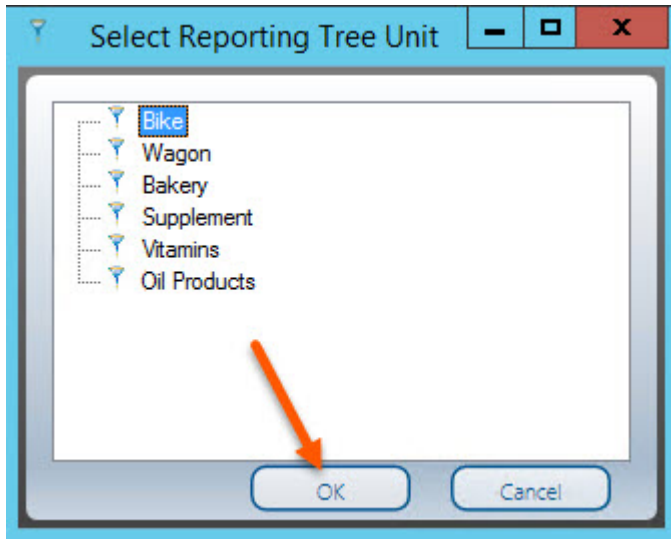 Select Reporting Tree Unit
Bike
Wagon
Bakery
Supplement
Vitamins
Oil Products
OK Cancel